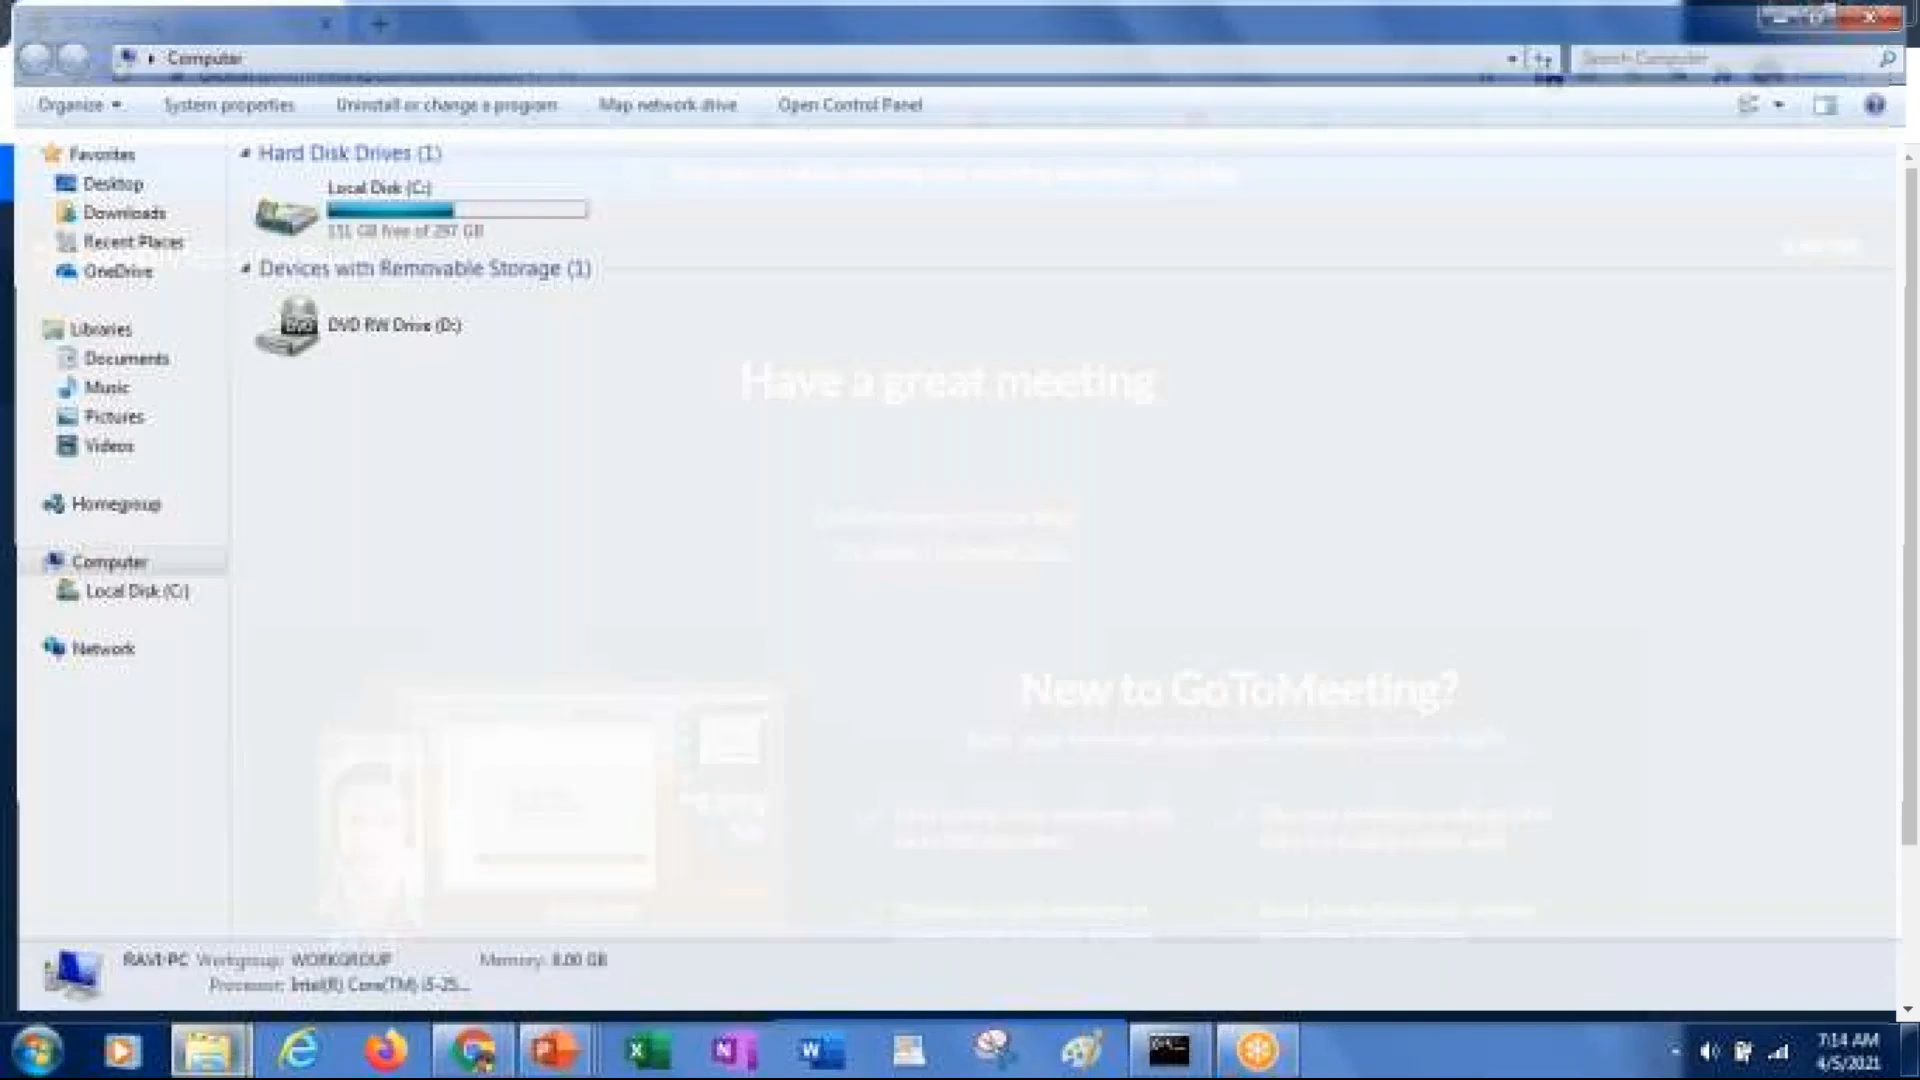 Computer
Search Computer
Organize
System properties
Uninstall or change a program
Map network drive
Open Control Panel
Favorites
Desktop
Downloads
Recent Places
OneDrive
Libraries
Documents
Music
Pictures
Videos
Homegroup
Computer
Local Disk (C:)
Network
Hard Disk Drives (1)
Local Disk (C:)
151 GB free of 297 GB
Devices with Removable Storage (1)
DVD
DVD RW Drive (D:)
Have a great meeting
New to GoToMeeting?
RAVI-PC Workgroup: WORKGROUP Memory: 8.00 GB
Processor: Intel(R) Core(TM) i5-25...
7:14 AM
4/5/2021